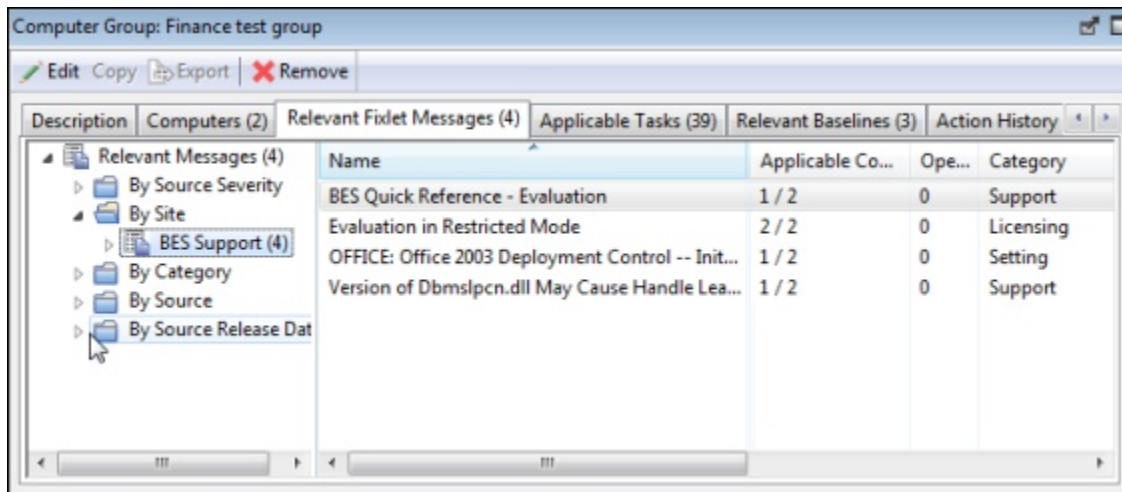 Computer Group: Finance test group
Edit Copy Export Remove
Description Computers (2) Relevant Fixlet Messages (4) Applicable Tasks (39) Relevant Baselines (3) Action History
Relevant Messages (4)
By Source Severity
By Site
BES Support (4)
By Category
By Source
By Source Release Dat
Name Applicable Co... Ope... Category
BES Quick Reference - Evaluation 1 / 2 0 Support
Evaluation in Restricted Mode 2 / 2 0 Licensing
OFFICE: Office 2003 Deployment Control -- Init... 1 / 2 0 Setting
Version of Dbmslpcn.dll May Cause Handle Lea... 1 / 2 0 Support